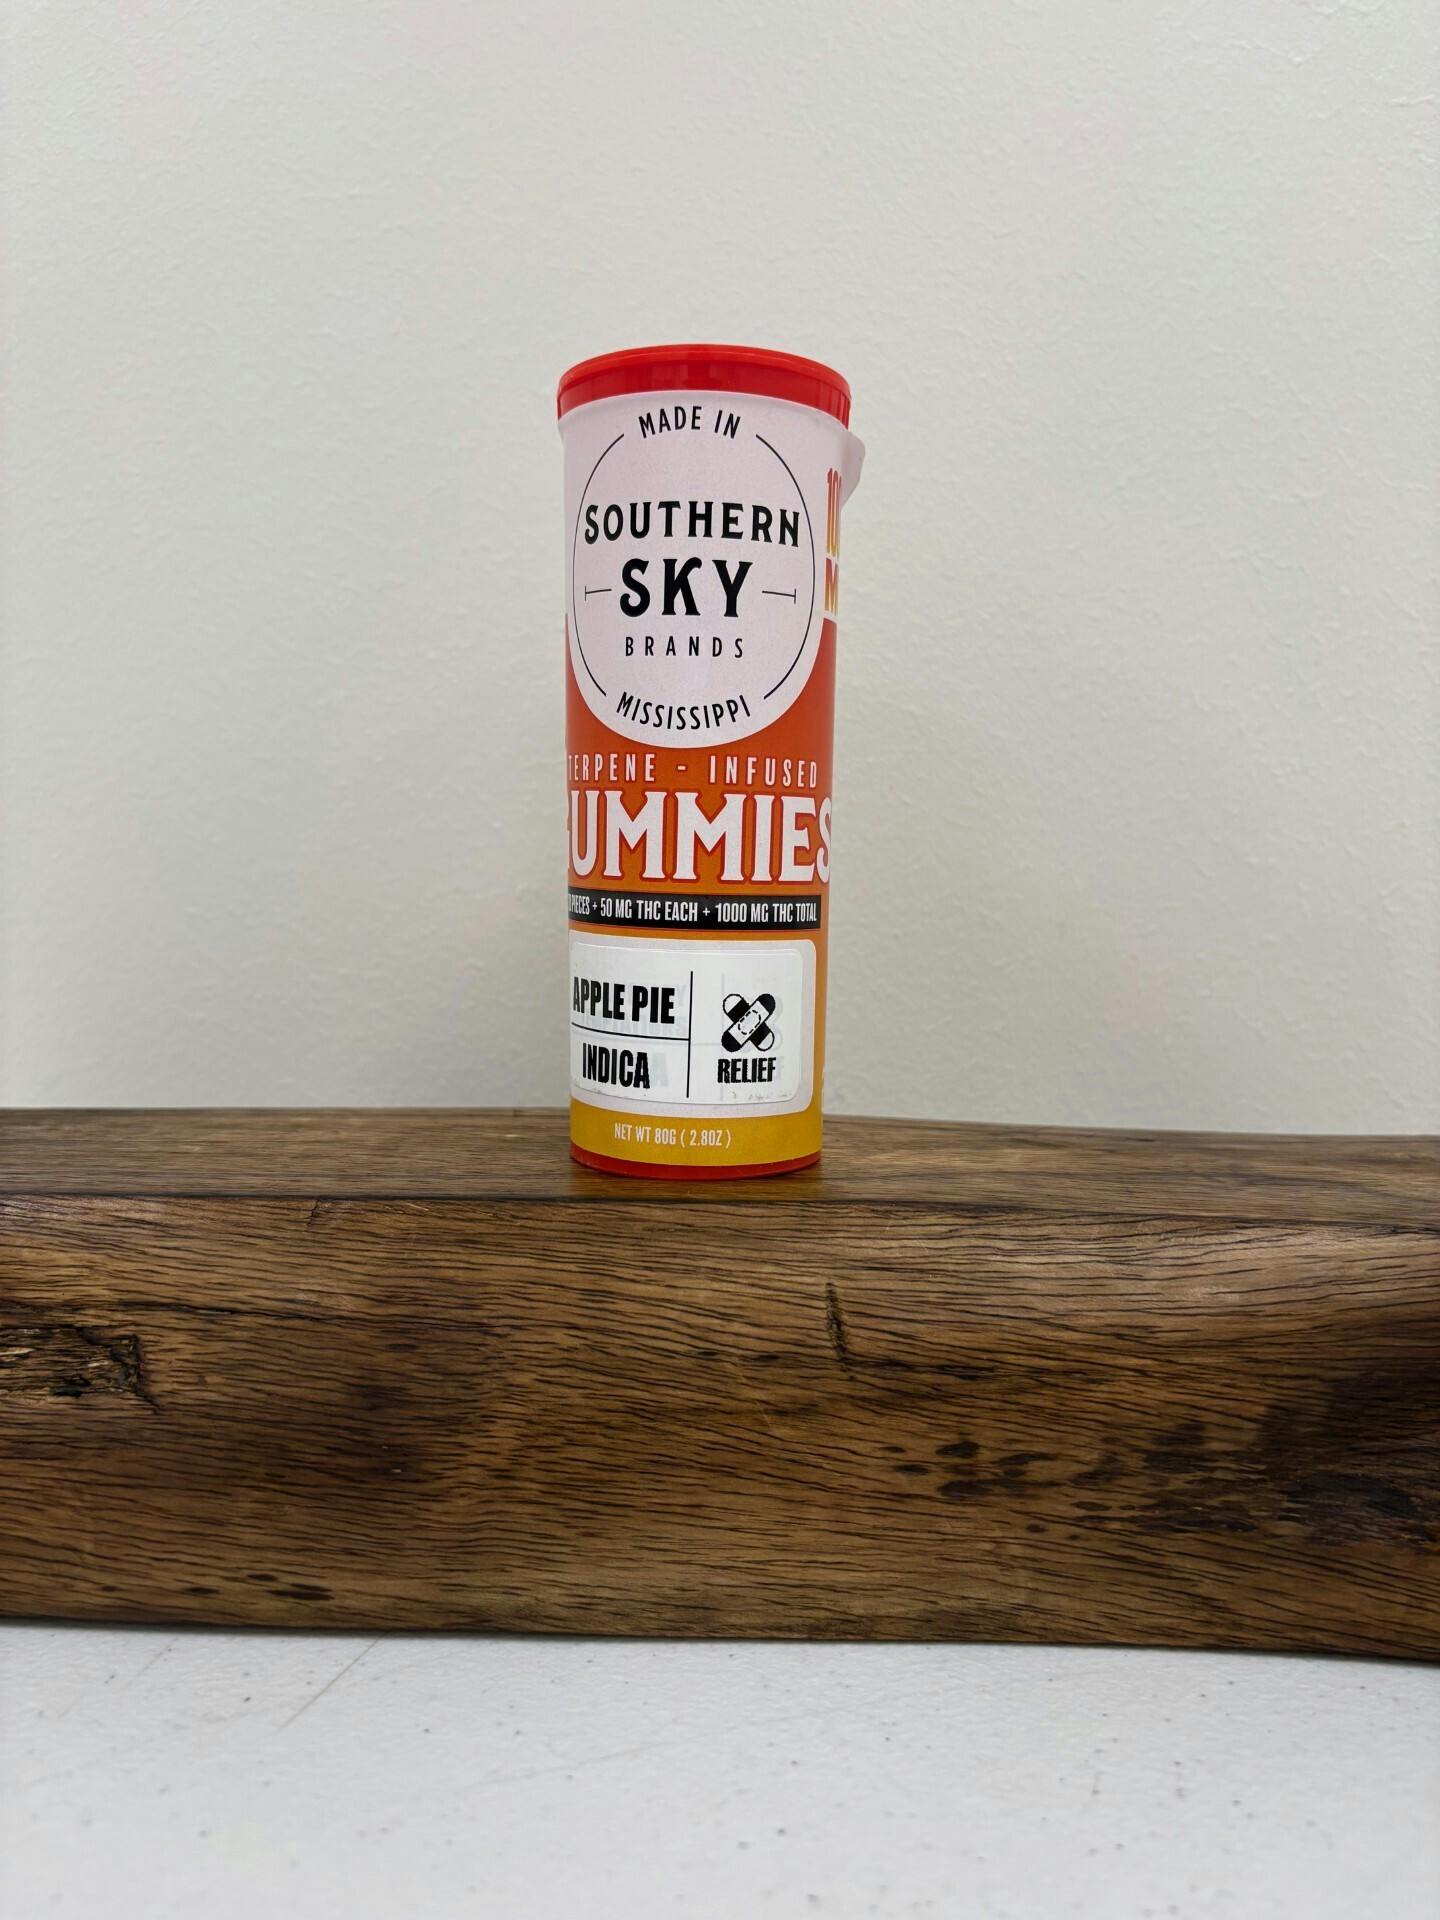 MADE IN
SOUTHERN
SKY
BRANDS
MISSISSIPPI
TERPENE - INFUSED
UMMIES
PIECES + 50 MG THC EACH + 1000 MG THC TOTAL
APPLE PIE
INDICA
RELIEF
NET WT 80G ( 2.8OZ )